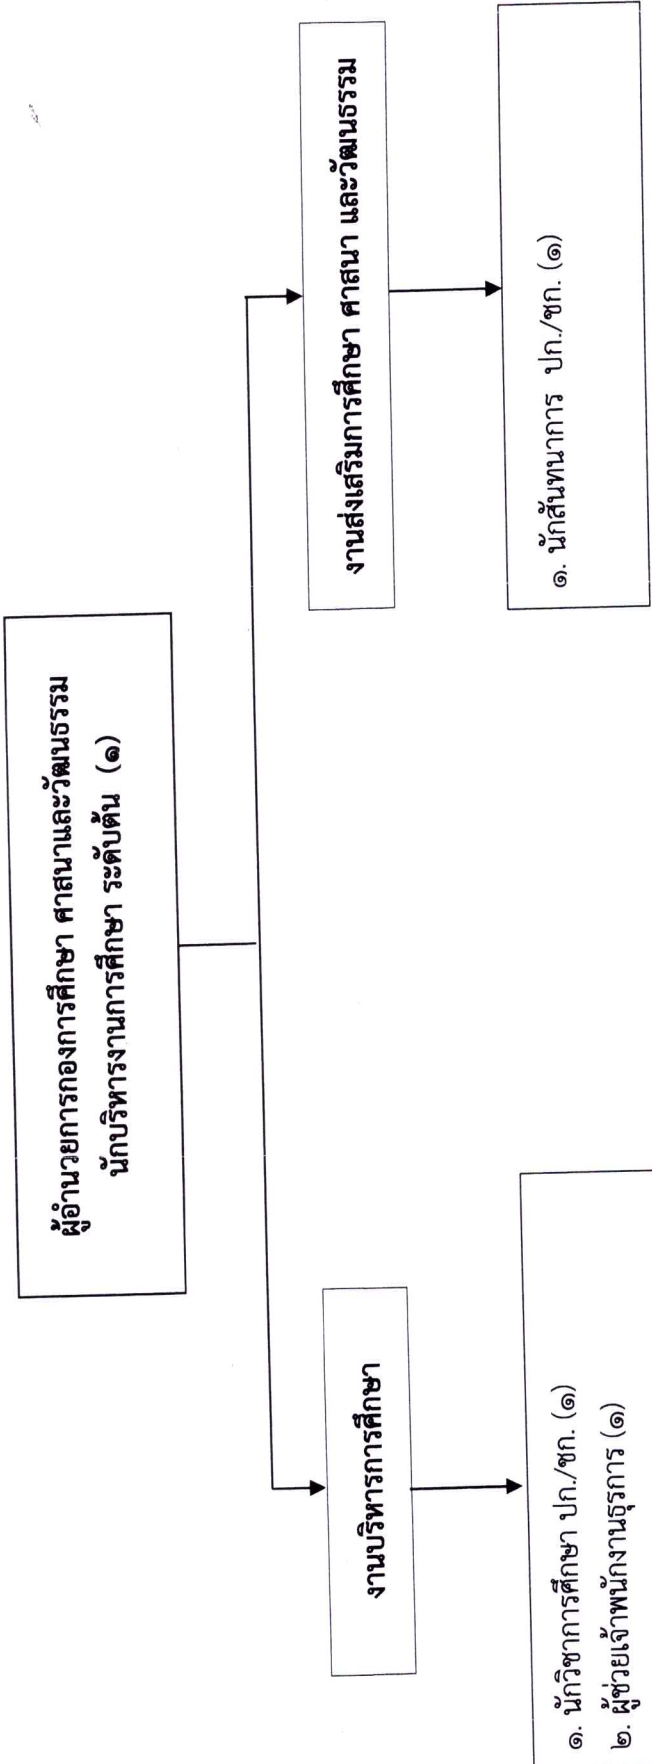 ผู้อำนวยการกองการศึกษา ศาสนาและวัฒนธรรม
นักบริหารงานการศึกษา ระดับต้น (๑)
งานบริหารการศึกษา
งานส่งเสริมการศึกษา ศาสนา และวัฒนธรรม
๑. นักวิชาการศึกษา ปก./ชก. (๑)
๒. ผู้ช่วยเจ้าพนักงานธุรการ (๑)
๑. นักสันทนาการ ปก./ชก. (๑)